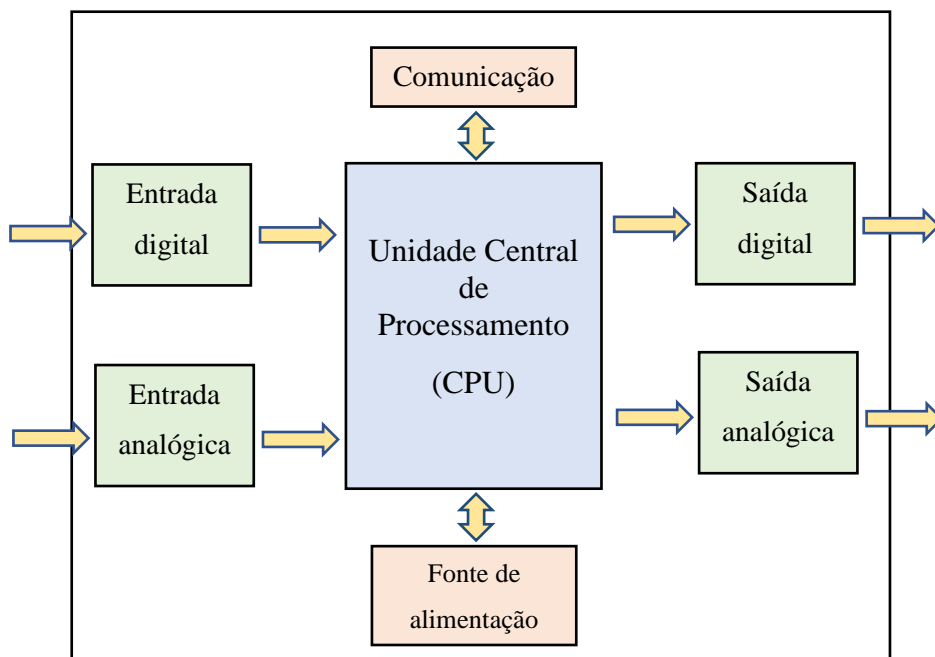 Comunicação
Entrada
digital
Unidade Central
de
Processamento
(CPU)
Saída
digital
Entrada
analógica
Saída
analógica
Fonte de
alimentação